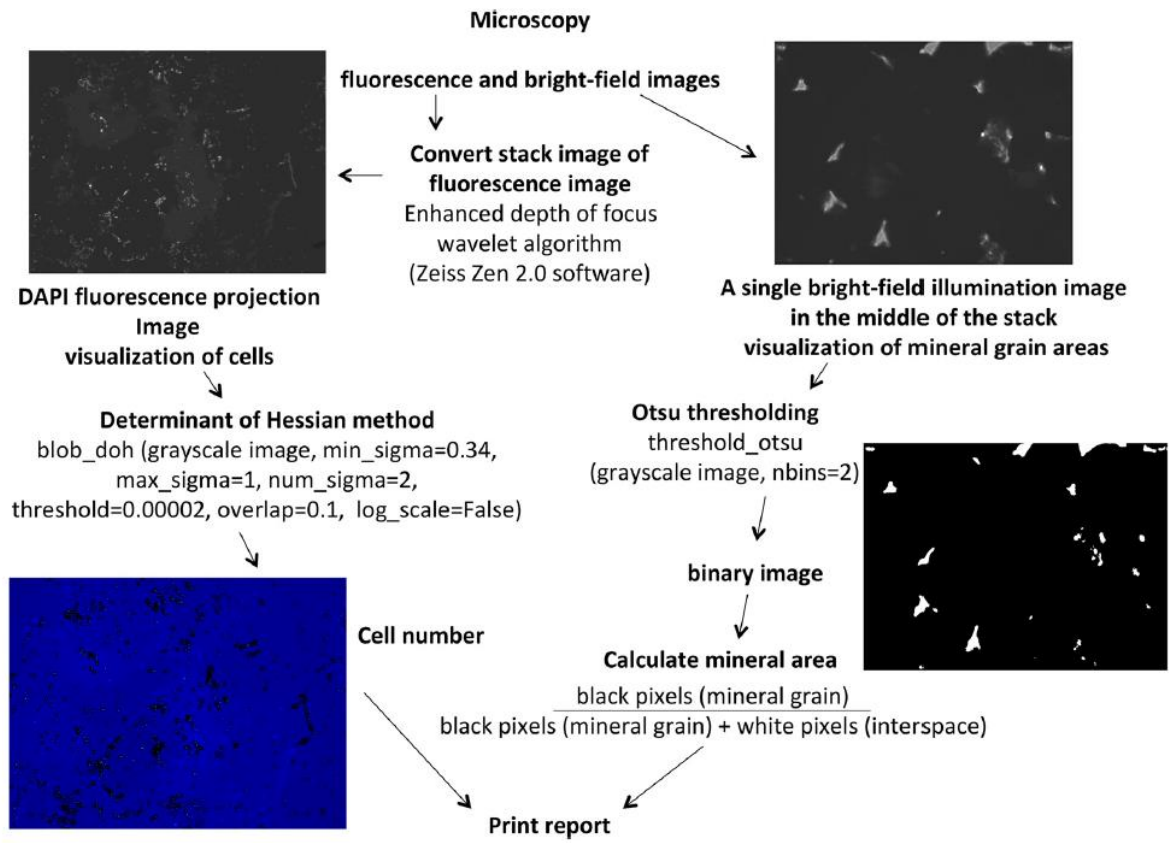 Microscopy
fluorescence and bright-field images
Convert stack image of
fluorescence image
Enhanced depth of focus
wavelet algorithm
(Zeiss Zen 2.0 software)
DAPI fluorescence projection
Image
visualization of cells
Determinant of Hessian method
blob_doh (grayscale image, min_sigma=0.34,
max_sigma=1, num_sigma=2,
threshold=0.00002, overlap=0.1, log_scale=False)
Cell number
A single bright-field illumination image
in the middle of the stack
visualization of mineral grain areas
Otsu thresholding
threshold_otsu
(grayscale image, nbins=2)
binary image
Calculate mineral area
black pixels (mineral grain)
black pixels (mineral grain) + white pixels (interspace)
Print report